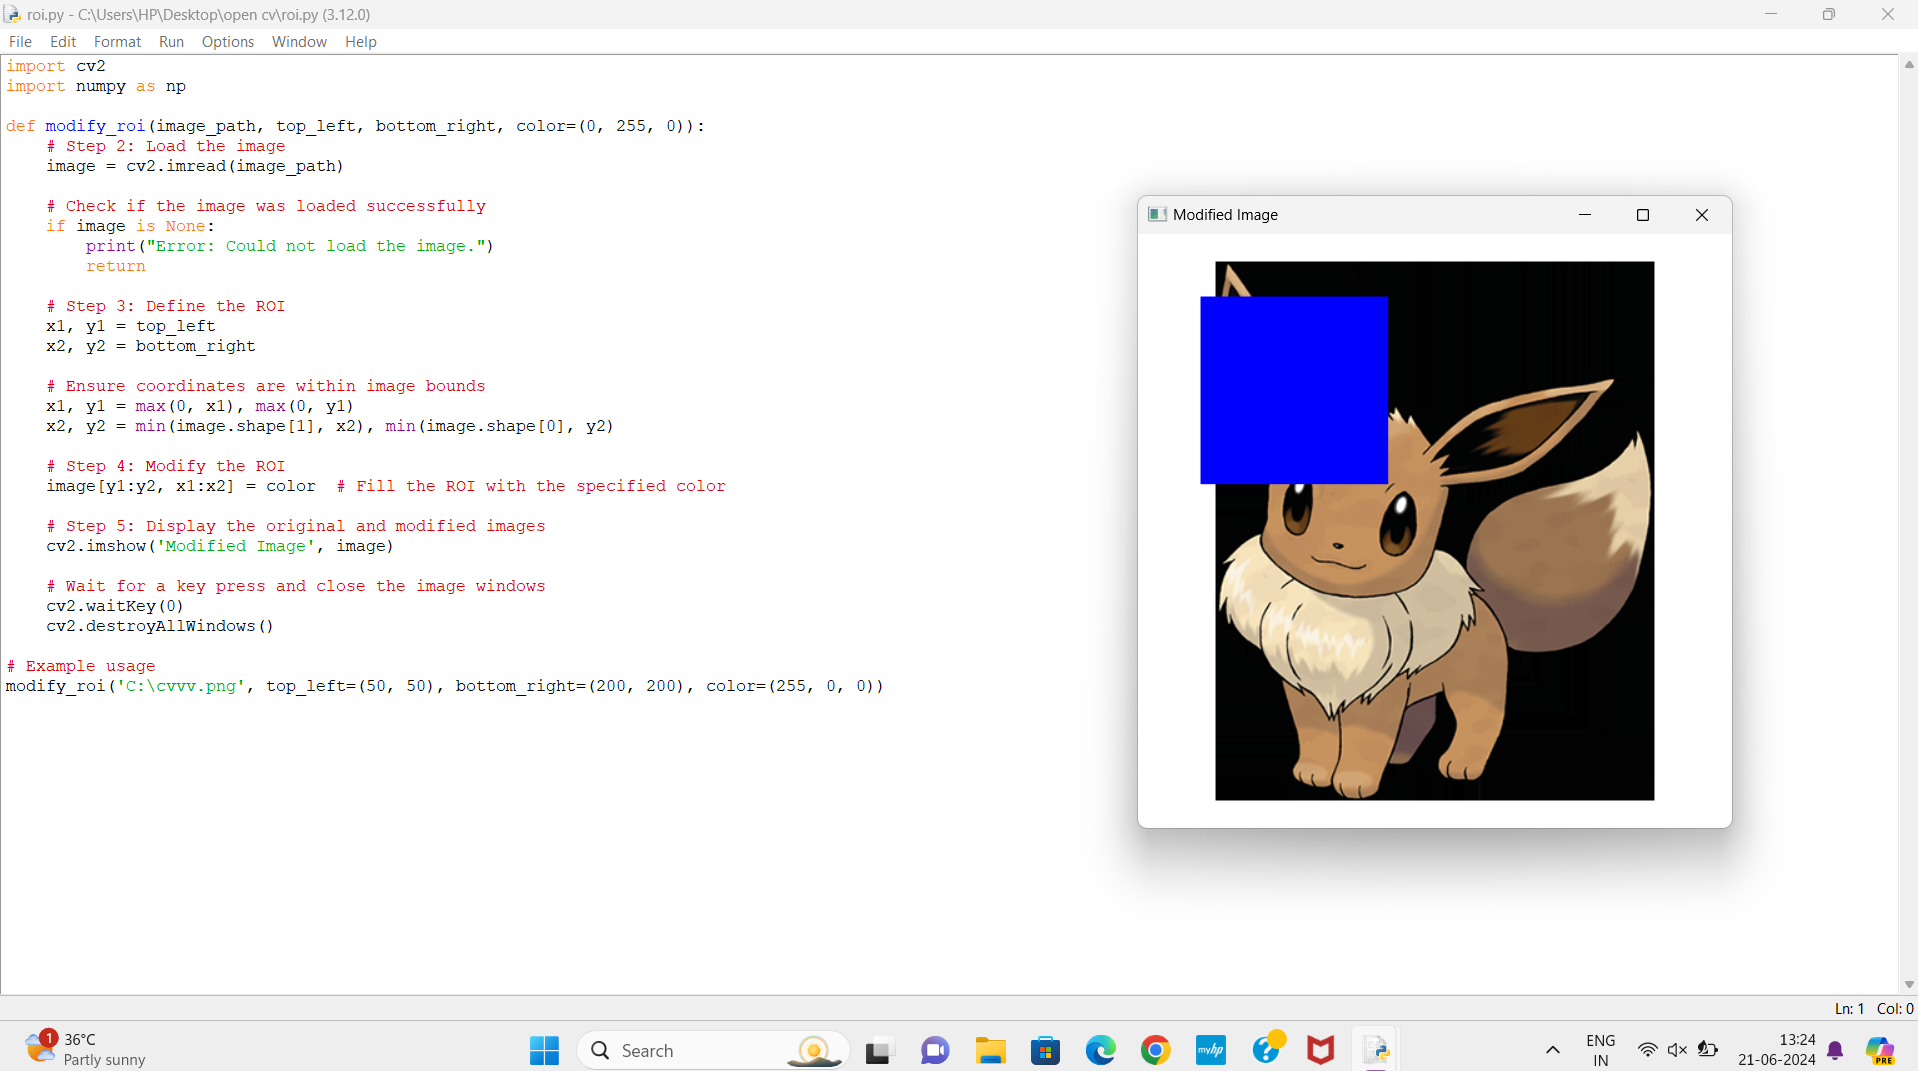 roi.py - C:\Users\HP\Desktop\open cv\roi.py (3.12.0)
File Edit Format Run Options Window Help
import cv2
import numpy as np
def modify_roi(image_path, top_left, bottom_right, color=(0, 255, 0)):
    # Step 2: Load the image
    image = cv2.imread(image_path)
    # Check if the image was loaded successfully
    if image is None:
        print("Error: Could not load the image.")
        return
    # Step 3: Define the ROI
    x1, y1 = top_left
    x2, y2 = bottom_right
    # Ensure coordinates are within image bounds
    x1, y1 = max(0, x1), max(0, y1)
    x2, y2 = min(image.shape[1], x2), min(image.shape[0], y2)
    # Step 4: Modify the ROI
    image[y1:y2, x1:x2] = color  # Fill the ROI with the specified color
    # Step 5: Display the original and modified images
    cv2.imshow('Modified Image', image)
    # Wait for a key press and close the image windows
    cv2.waitKey(0)
    cv2.destroyAllWindows()
# Example usage
modify_roi('C:\cvvv.png', top_left=(50, 50), bottom_right=(200, 200), color=(255, 0, 0))
Modified Image
Ln: 1 Col: 0
1
36°C
Partly sunny
Search
myhp
ENG
IN
13:24
21-06-2024
PRE